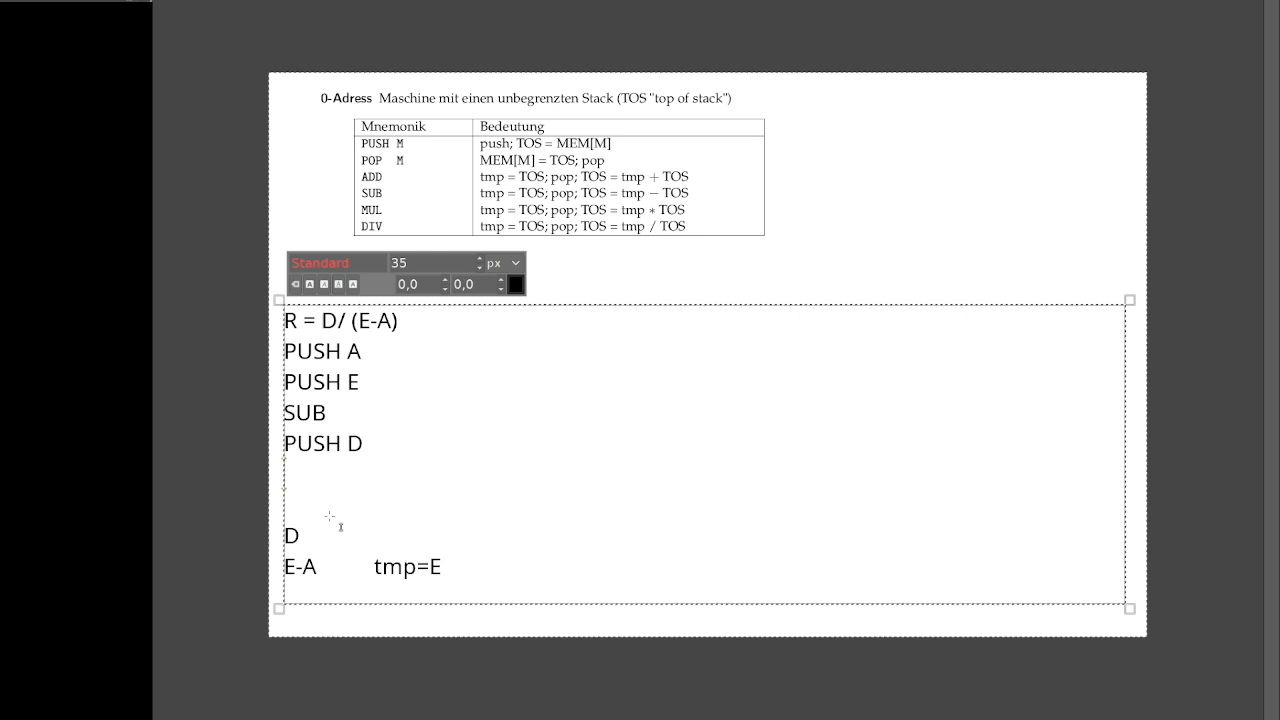 0-Adress Maschine mit einen unbegrenzten Stack (TOS "top of stack")
Mnemonik Bedeutung
PUSH M push; TOS = MEM[M]
POP M MEM[M] = TOS; pop
ADD tmp = TOS; pop; TOS = tmp + TOS
SUB tmp = TOS; pop; TOS = tmp − TOS
MUL tmp = TOS; pop; TOS = tmp * TOS
DIV tmp = TOS; pop; TOS = tmp / TOS
Standard 35 px
0,0 0,0
R = D/ (E-A)
PUSH A
PUSH E
SUB
PUSH D
D
E-A tmp=E